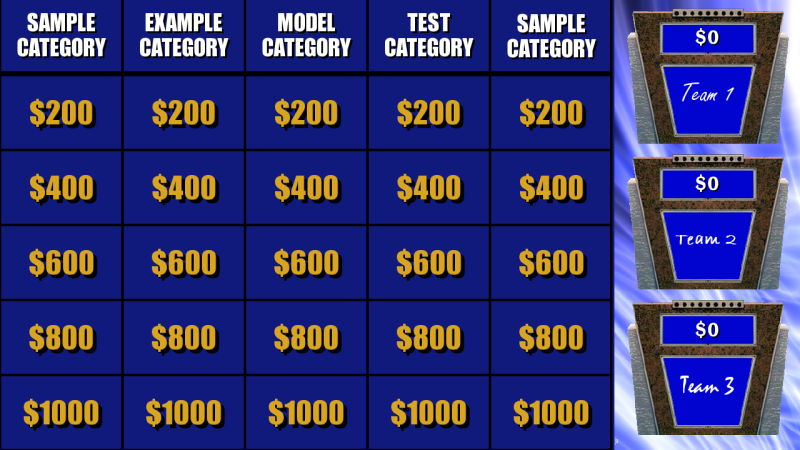 SAMPLE CATEGORY
EXAMPLE CATEGORY
MODEL CATEGORY
TEST CATEGORY
SAMPLE CATEGORY
$200 $200 $200 $200 $200
$400 $400 $400 $400 $400
$600 $600 $600 $600 $600
$800 $800 $800 $800 $800
$1000 $1000 $1000 $1000 $1000
$0
Team 1
$0
Team 2
$0
Team 3